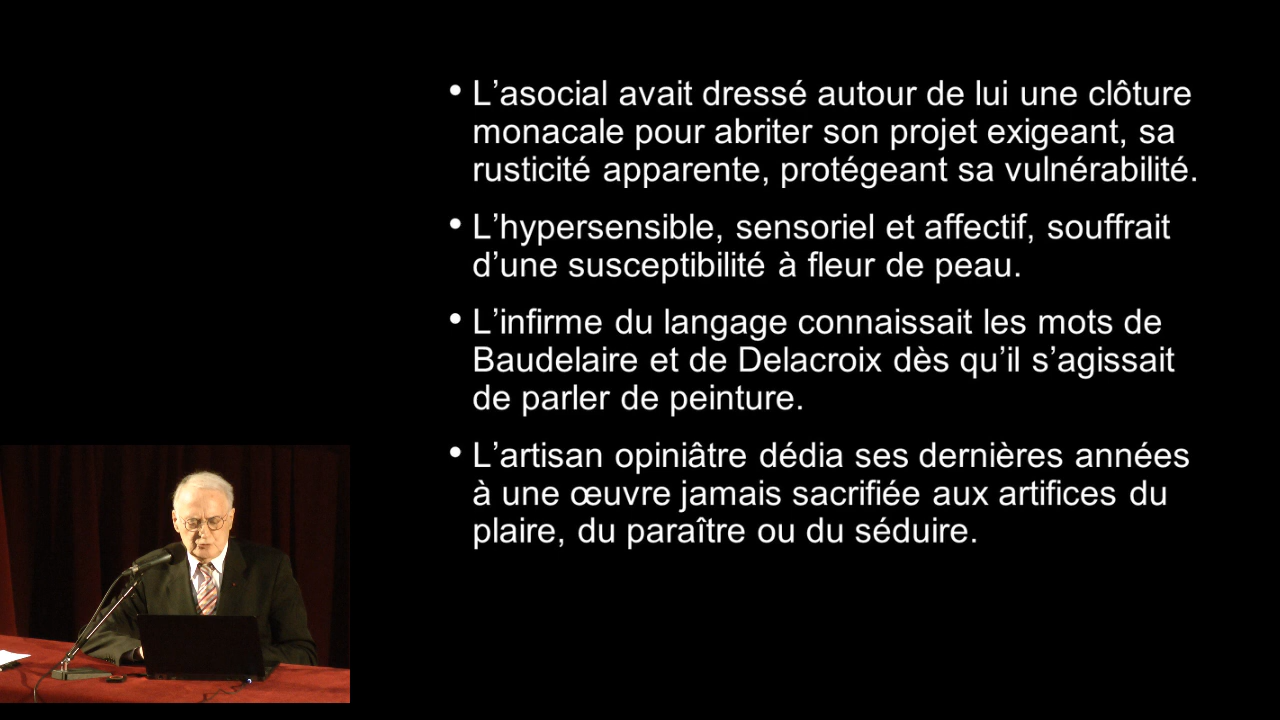 • L’asocial avait dressé autour de lui une clôture
monacale pour abriter son projet exigeant, sa
rusticité apparente, protégeant sa vulnérabilité.
• L’hypersensible, sensoriel et affectif, souffrait
d’une susceptibilité à fleur de peau.
• L’infirme du langage connaissait les mots de
Baudelaire et de Delacroix dès qu’il s’agissait
de parler de peinture.
• L’artisan opiniâtre dédia ses dernières années
à une œuvre jamais sacrifiée aux artifices du
plaire, du paraître ou du séduire.